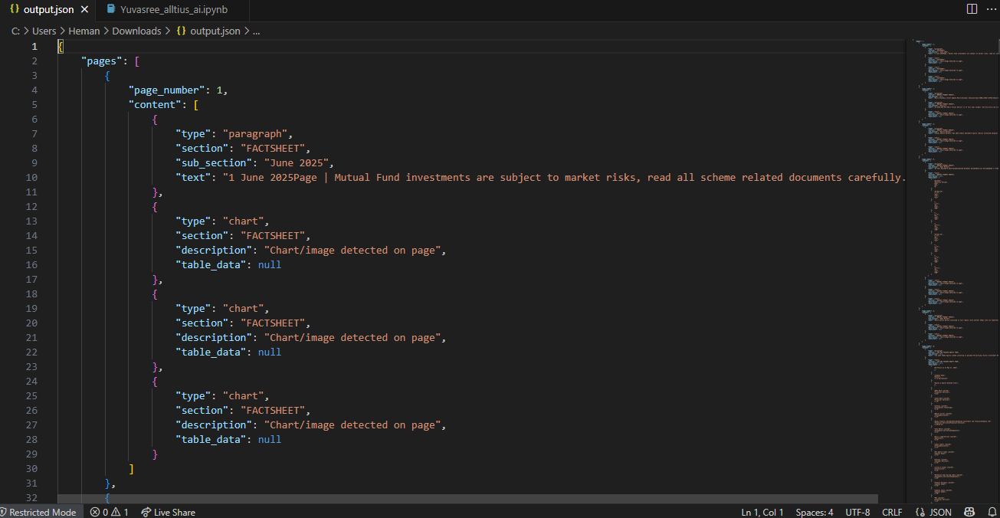 {} output.json ✕ Yuvasree_alltius_ai.ipynb
C: > Users > Heman > Downloads > {} output.json > ...
1 {
2 "pages": [
3 {
4 "page_number": 1,
5 "content": [
6 {
7 "type": "paragraph",
8 "section": "FACTSHEET",
9 "sub_section": "June 2025",
10 "text": "1 June 2025Page | Mutual Fund investments are subject to market risks, read all scheme related documents carefully.
11 },
12 {
13 "type": "chart",
14 "section": "FACTSHEET",
15 "description": "Chart/image detected on page",
16 "table_data": null
17 },
18 {
19 "type": "chart",
20 "section": "FACTSHEET",
21 "description": "Chart/image detected on page",
22 "table_data": null
23 },
24 {
25 "type": "chart",
26 "section": "FACTSHEET",
27 "description": "Chart/image detected on page",
28 "table_data": null
29 }
30 ]
31 },
32 {
Restricted Mode 0 1 Live Share Ln 1, Col 1 Spaces: 4 UTF-8 CRLF {} JSON